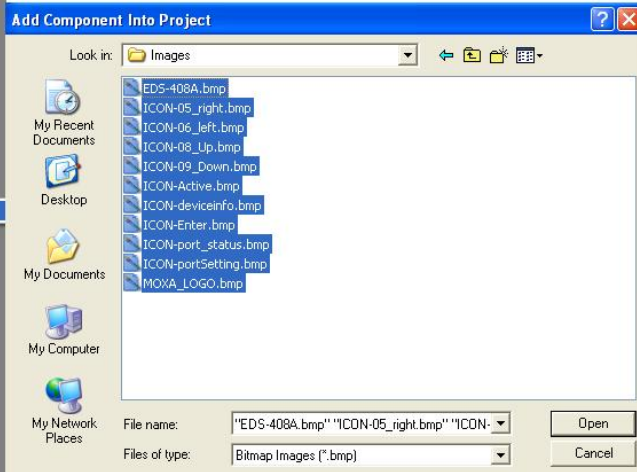 Add Component Into Project
Look in:
Images
My Recent
Documents
Desktop
My Documents
My Computer
My Network
Places
EDS-408A.bmp
ICON-05_right.bmp
ICON-06_left.bmp
ICON-08_Up.bmp
ICON-09_Down.bmp
ICON-Active.bmp
ICON-deviceinfo.bmp
ICON-Enter.bmp
ICON-port_status.bmp
ICON-portSetting.bmp
MOXA_LOGO.bmp
File name:
"EDS-408A.bmp" "ICON-05_right.bmp" "ICON-
Open
Files of type:
Bitmap Images (*.bmp)
Cancel